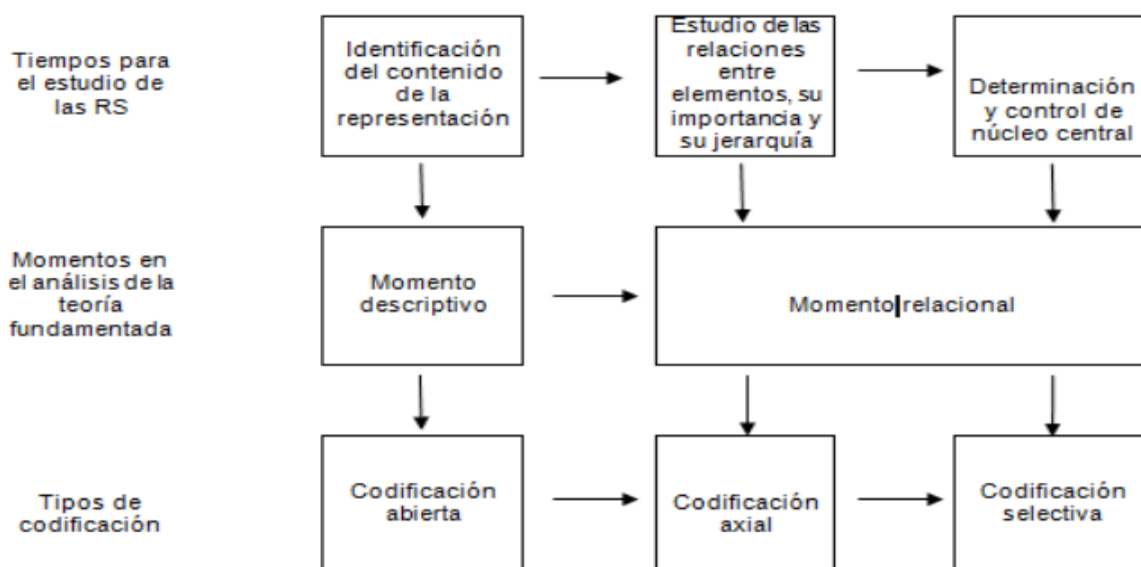 Tiempos para
el estudio de
las RS
Identificación
del contenido
de la
representación
Estudio de las
relaciones
entre
elementos, su
importancia y
su jerarquía
Determinación
y control de
núcleo central
Momentos en
el análisis de la
teoría
fundamentada
Momento
descriptivo
Momento relacional
Tipos de
codificación
Codificación
abierta
Codificación
axial
Codificación
selectiva